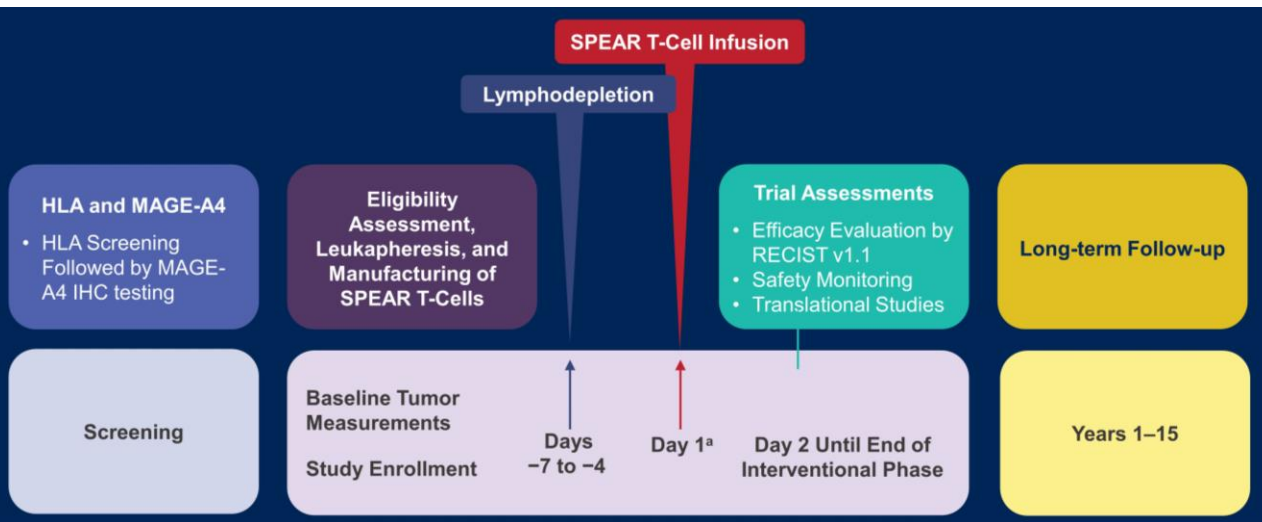 SPEAR T-Cell Infusion
Lymphodepletion
HLA and MAGE-A4
• HLA Screening
Followed by MAGE-
A4 IHC testing
Eligibility
Assessment,
Leukapheresis, and
Manufacturing of
SPEAR T-Cells
Trial Assessments
• Efficacy Evaluation by
RECIST v1.1
• Safety Monitoring
• Translational Studies
Long-term Follow-up
Screening
Baseline Tumor
Measurements
Study Enrollment
Days
−7 to −4
Day 1ᵃ
Day 2 Until End of
Interventional Phase
Years 1–15